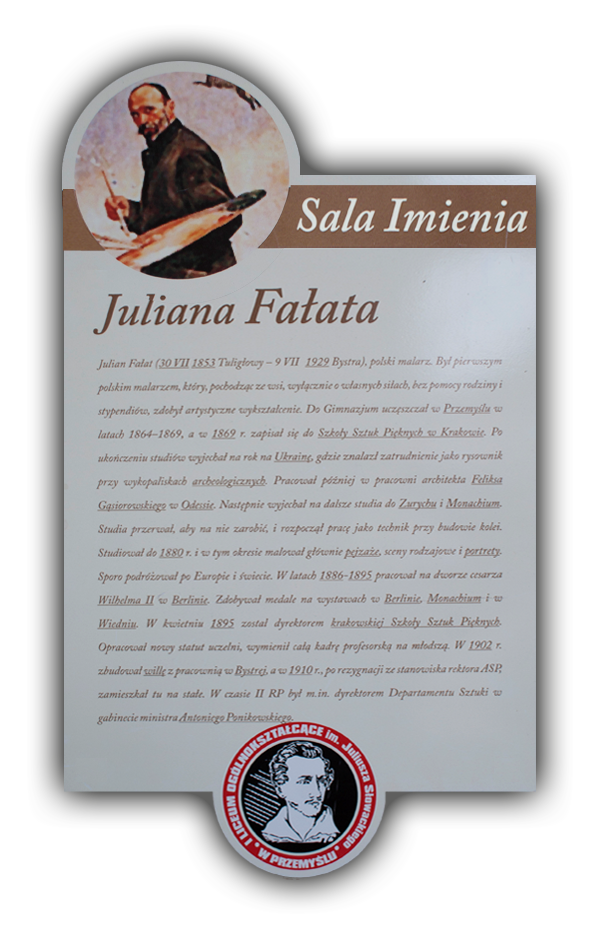 Sala Imienia
Juliana Fałata
Julian Fałat (30 VII 1853 Tuligłowy – 9 VII 1929 Bystra), polski malarz. Był pierwszym
polskim malarzem, który, pochodząc ze wsi, wyłącznie o własnych siłach, bez pomocy rodziny i
stypendiów, zdobył artystyczne wykształcenie. Do Gimnazjum uczęszczał w Przemyślu w
latach 1864–1869, a w 1869 r. zapisał się do Szkoły Sztuk Pięknych w Krakowie. Po
ukończeniu studiów wyjechał na rok na Ukrainę, gdzie znalazł zatrudnienie jako rysownik
przy wykopaliskach archeologicznych. Pracował później w pracowni architekta Feliksa
Gąsiorowskiego w Odessie. Następnie wyjechał na dalsze studia do Zurychu i Monachium.
Studia przerwał, aby na nie zarobić, i rozpoczął pracę jako technik przy budowie kolei.
Studiował do 1880 r. i w tym okresie malował głównie pejzaże, sceny rodzajowe i portrety.
Sporo podróżował po Europie i świecie. W latach 1886-1895 pracował na dworze cesarza
Wilhelma II w Berlinie. Zdobywał medale na wystawach w Berlinie, Monachium i w
Wiedniu. W kwietniu 1895 został dyrektorem krakowskiej Szkoły Sztuk Pięknych.
Opracował nowy statut uczelni, wymienił całą kadrę profesorską na młodszą. W 1902 r.
zbudował willę z pracownią w Bystrej, a w 1910 r., po rezygnacji ze stanowiska rektora ASP,
zamieszkał tu na stałe. W czasie II RP był m.in. dyrektorem Departamentu Sztuki w
gabinecie ministra Antoniego Ponikowskiego.
I LICEUM OGÓLNOKSZTAŁCĄCE im. Juliusza Słowackiego
W PRZEMYŚLU